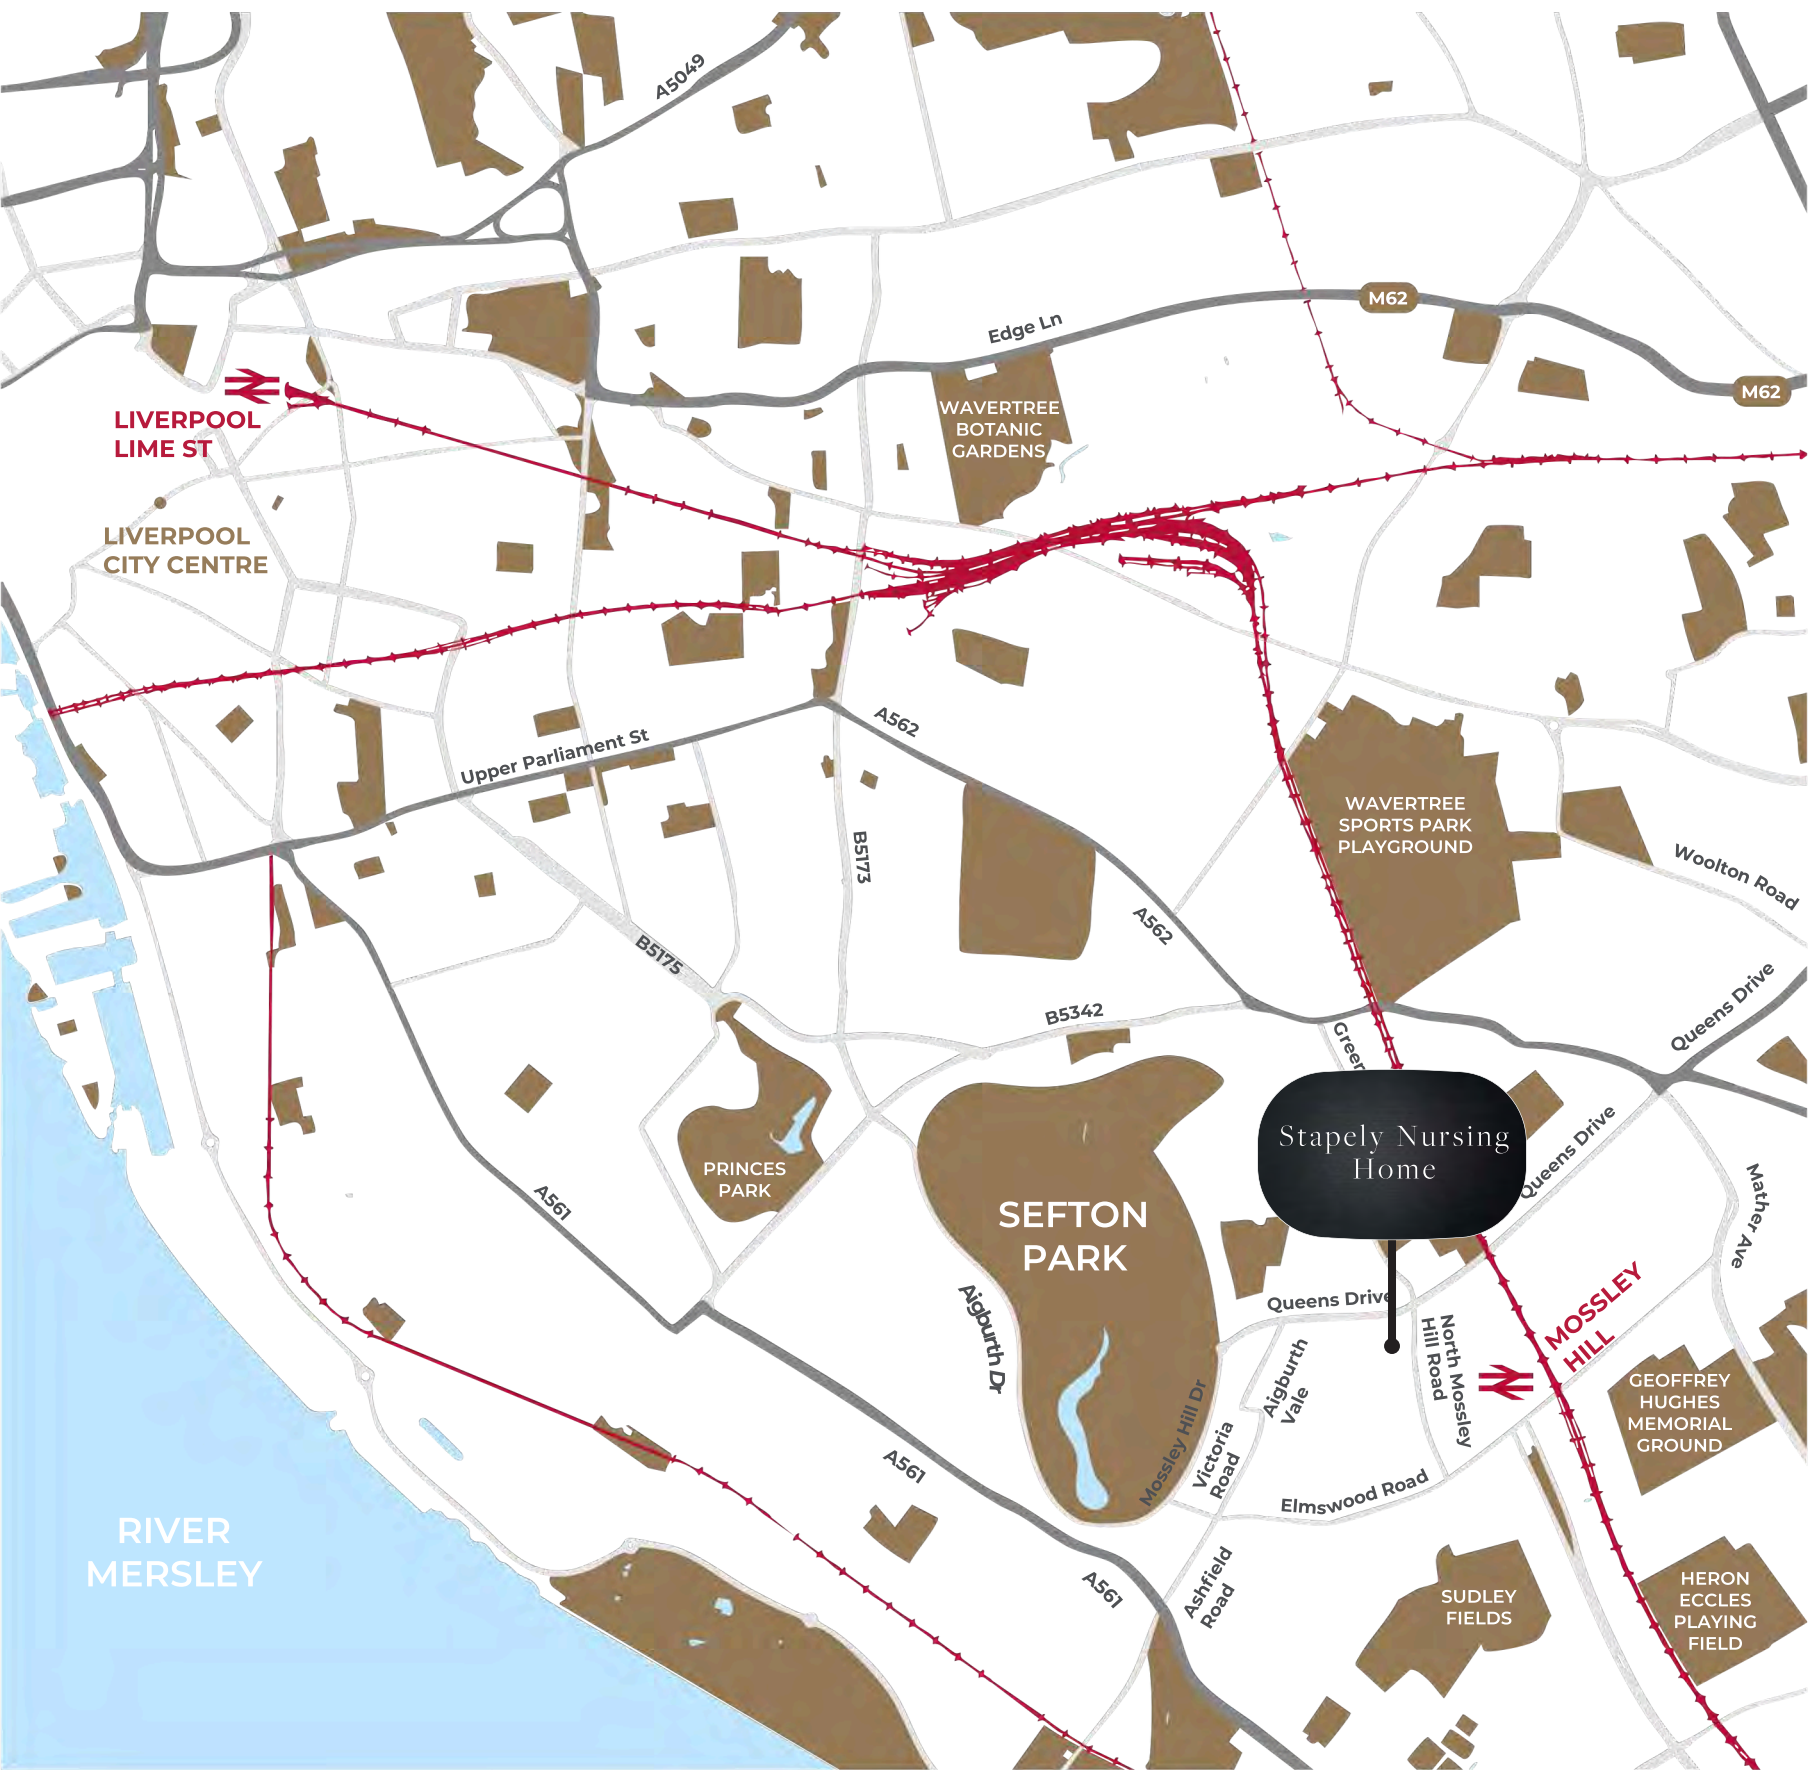 A5049
M62
Edge Ln
M62
LIVERPOOL
LIME ST
WAVERTREE
BOTANIC
GARDENS
LIVERPOOL
CITY CENTRE
A562
Upper Parliament St
WAVERTREE
SPORTS PARK
PLAYGROUND
B5173
Woolton Road
A562
B5175
B5342
Queens Drive
Green
Stapely Nursing
Home
Queens Drive
PRINCES
PARK
A561
SEFTON
PARK
Mather Ave
Aigburth Dr
Queens Drive
MOSSLEY
HILL
North Mossley
Hill Road
Aigburth
Vale
GEOFFREY
HUGHES
MEMORIAL
GROUND
Mossley Hill Dr
Victoria
Road
A561
Elmswood Road
RIVER
MERSLEY
A561
Ashfield
Road
SUDLEY
FIELDS
HERON
ECCLES
PLAYING
FIELD